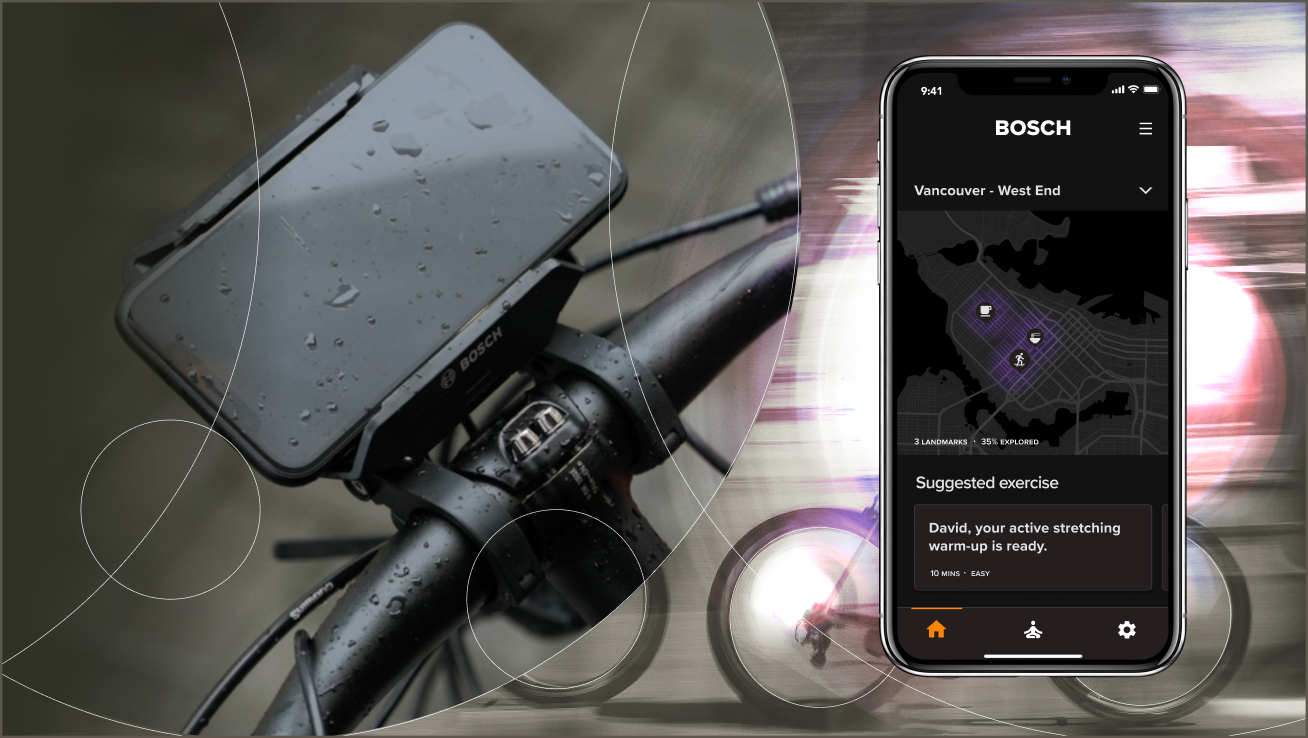 BOSCH
SHIMANO
9:41
BOSCH
Vancouver - West End
3 LANDMARKS · 35% EXPLORED
Suggested exercise
David, your active stretching
warm-up is ready.
10 MINS · EASY